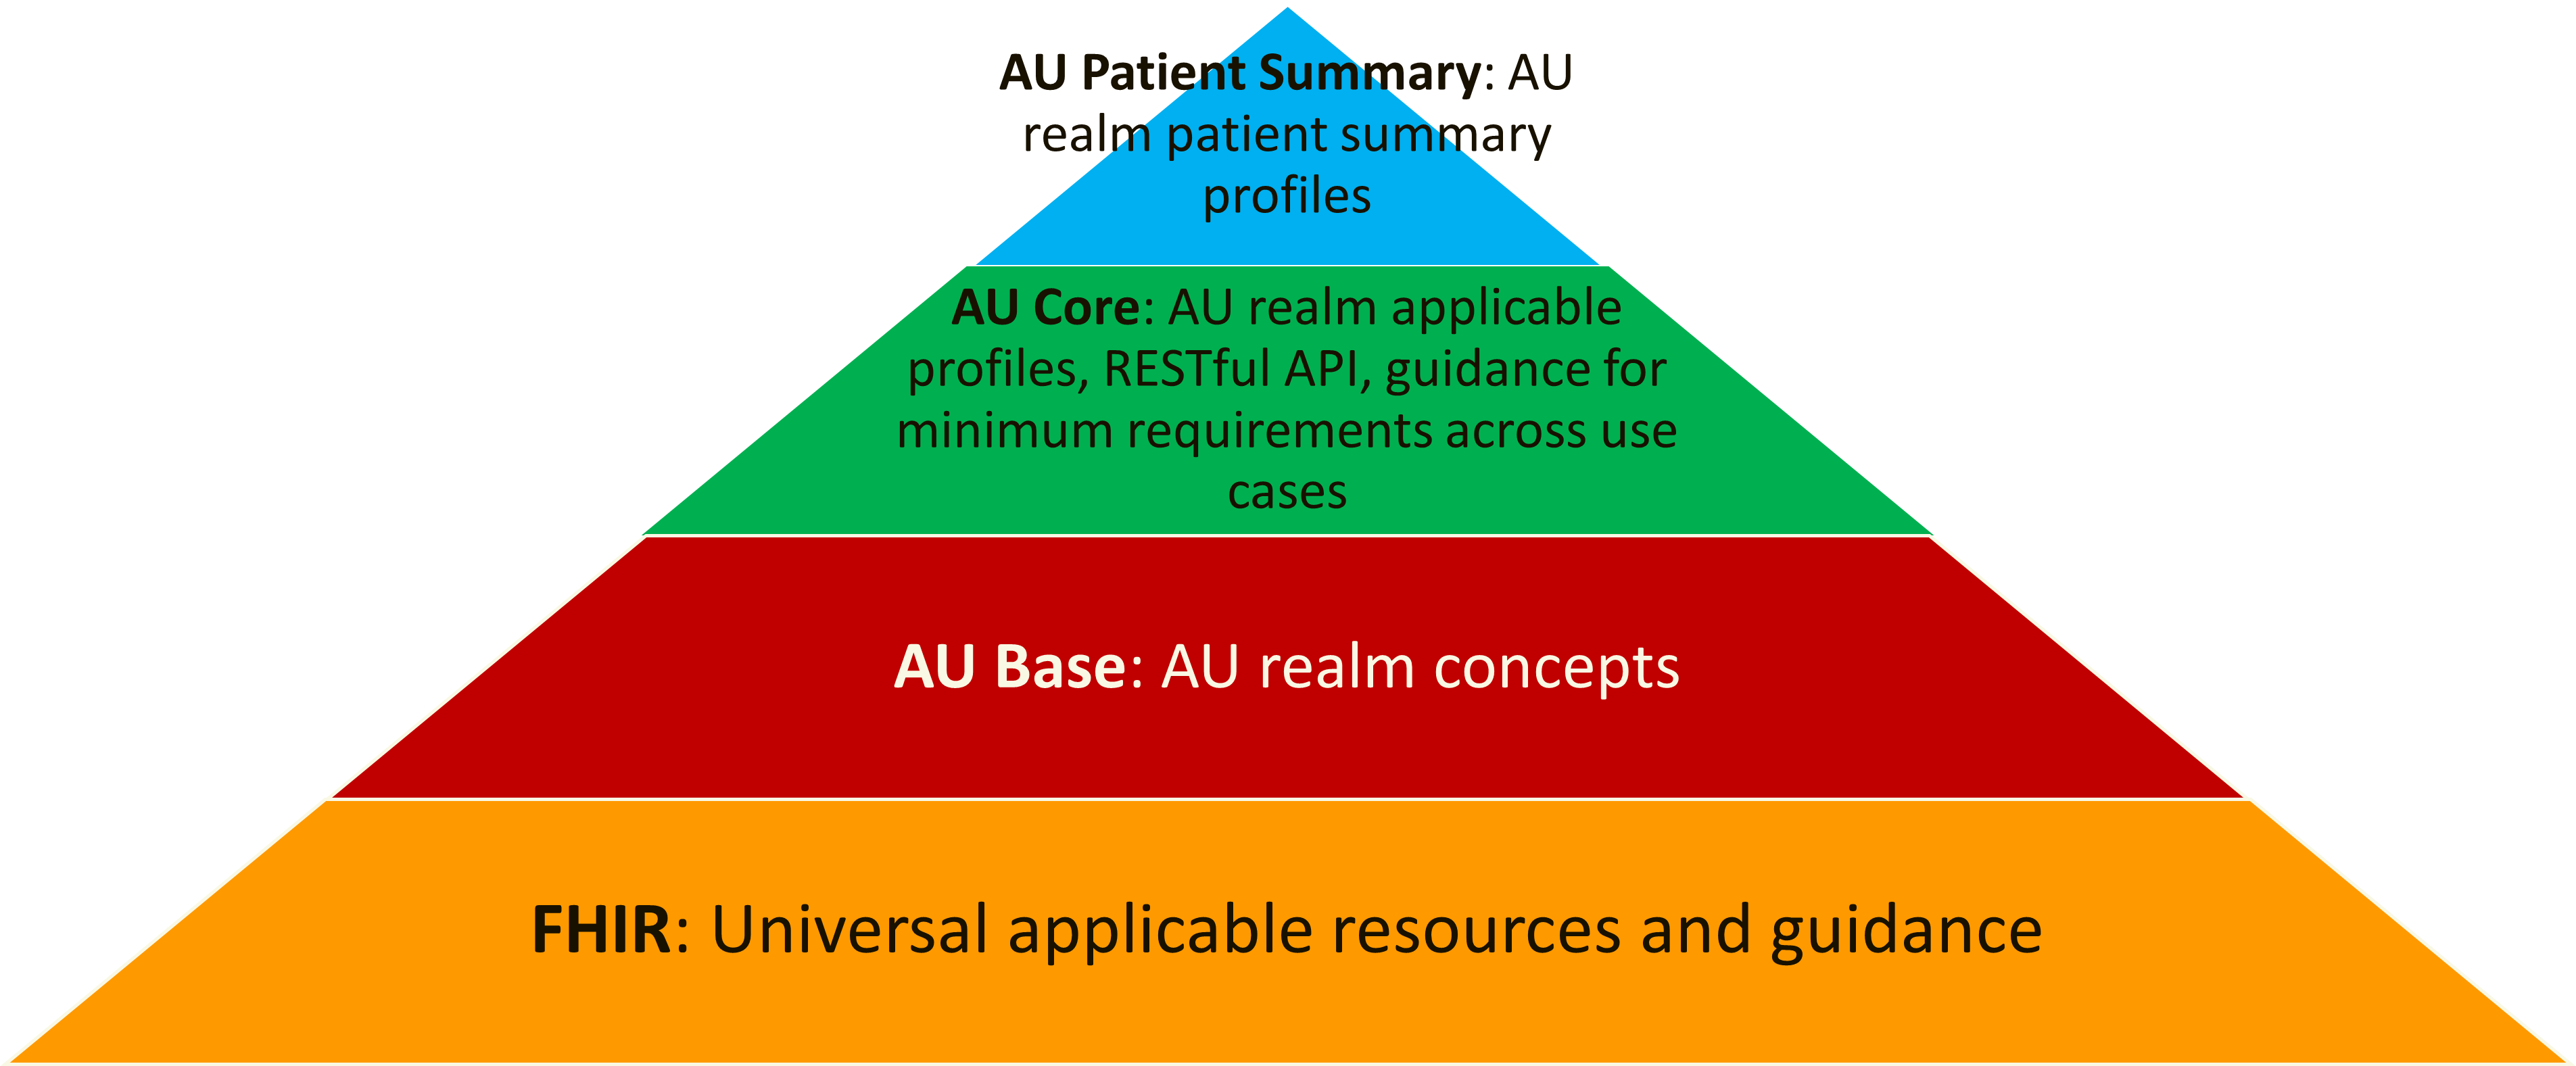 AU Patient Summary: AU
realm patient summary
profiles
AU Core: AU realm applicable
profiles, RESTful API, guidance for
minimum requirements across use
cases
AU Base: AU realm concepts
FHIR: Universal applicable resources and guidance